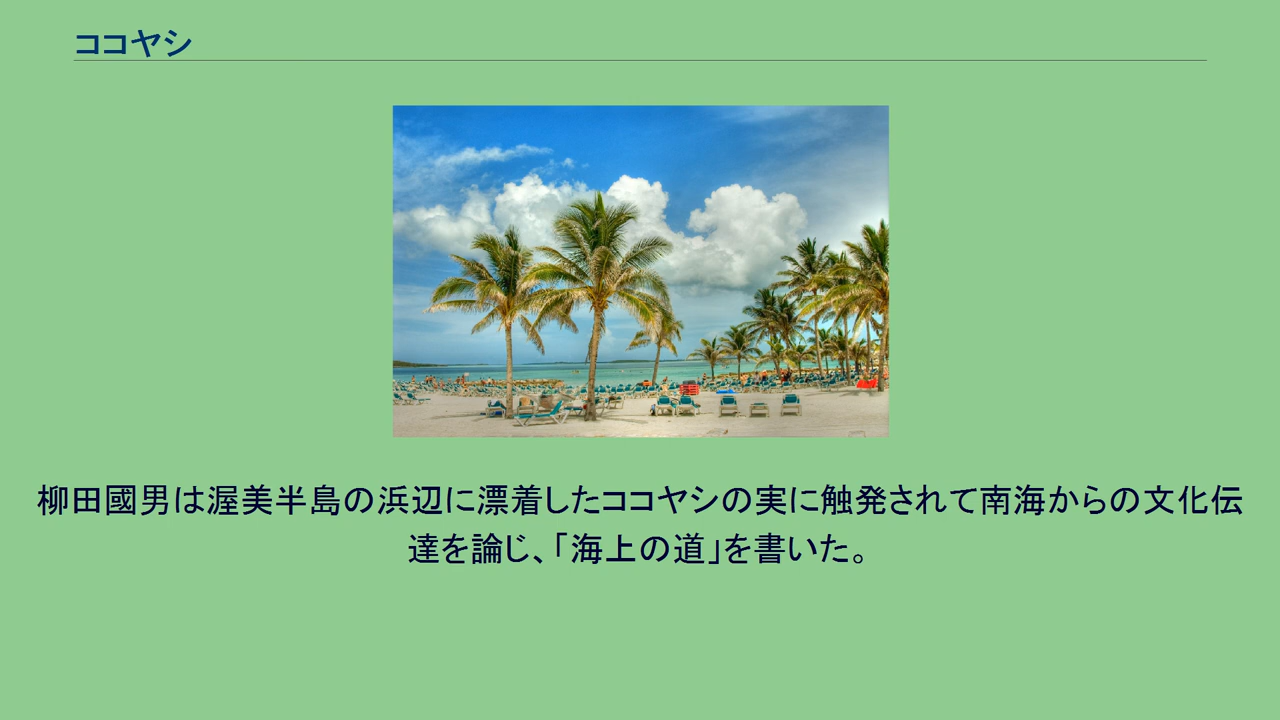 ココヤシ
柳田國男は渥美半島の浜辺に漂着したココヤシの実に触発されて南海からの文化伝
達を論じ、「海上の道」を書いた。